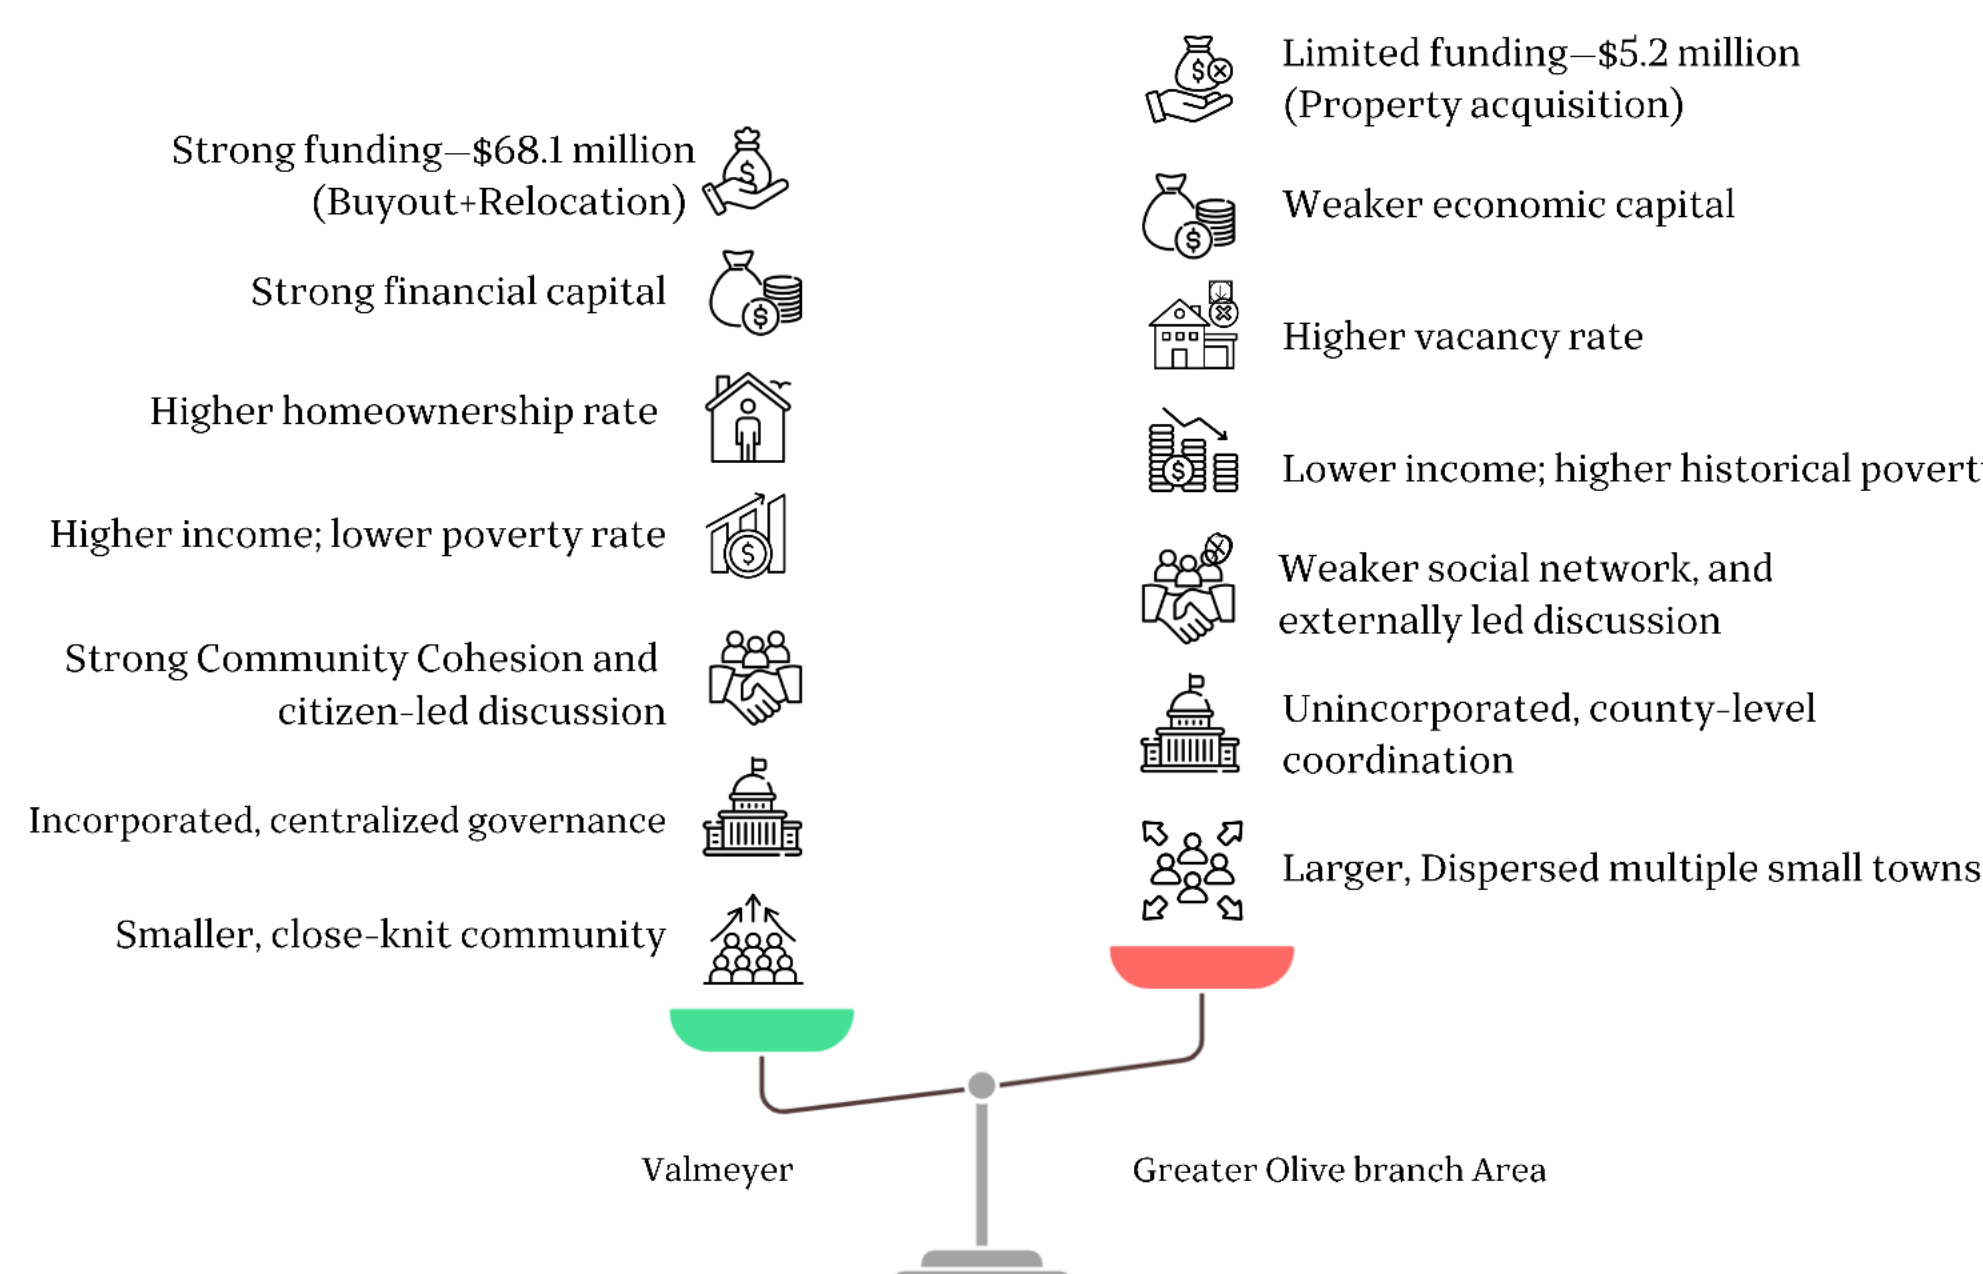 Strong funding–$68.1 million
(Buyout+Relocation)
Strong financial capital
Higher homeownership rate
Higher income; lower poverty rate
Strong Community Cohesion and
citizen-led discussion
Incorporated, centralized governance
Smaller, close-knit community
Limited funding–$5.2 million
(Property acquisition)
Weaker economic capital
Higher vacancy rate
Lower income; higher historical
Weaker social network, and
externally led discussion
Unincorporated, county-level
coordination
Larger, Dispersed multiple small towns
Valmeyer
Greater Olive branch Area